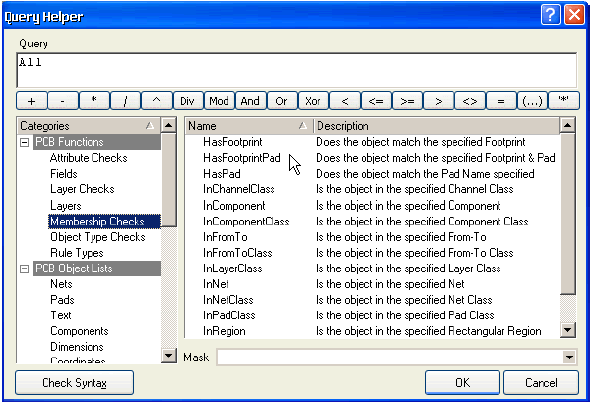 Query Helper
Query
All
+ - * / ^ Div Mod And Or Xor < <= >= > <> = (...) '*'
Categories
PCB Functions
Attribute Checks
Fields
Layer Checks
Layers
Membership Checks
Object Type Checks
Rule Types
PCB Object Lists
Nets
Pads
Text
Components
Dimensions
Coordinates
Name Description
HasFootprint Does the object match the specified Footprint
HasFootprintPad Does the object match the specified Footprint & Pad
HasPad Does the object match the Pad Name specified
InChannelClass Is the object in the specified Channel Class
InComponent Is the object in the specified Component
InComponentClass Is the object in the specified Component Class
InFromTo Is the object in the specified From-To
InFromToClass Is the object in the specified From-To Class
InLayerClass Is the object in the specified Layer Class
InNet Is the object in the specified Net
InNetClass Is the object in the specified Net Class
InPadClass Is the object in the specified Pad Class
InRegion Is the object in the specified Rectangular Region
Mask
Check Syntax OK Cancel